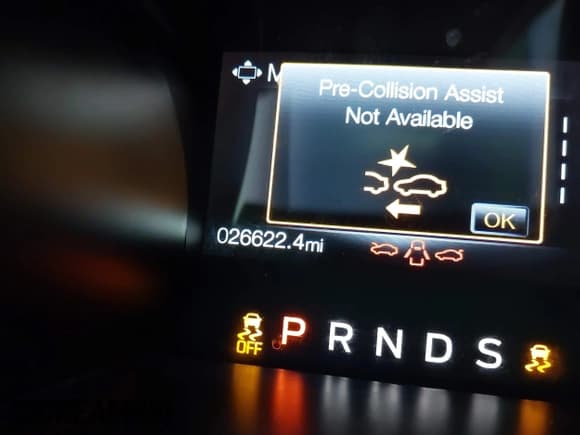 M
Pre-Collision Assist
Not Available
OK
026622.4mi
OFF
P R N D S